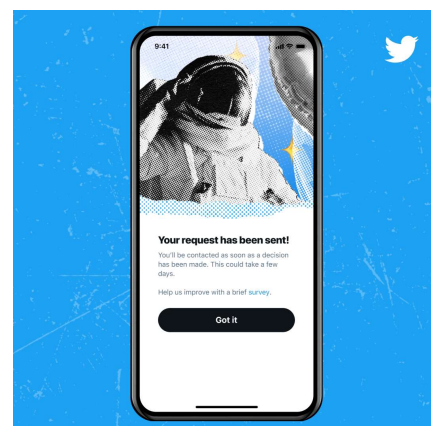 9:41
Your request has been sent!
You'll be contacted as soon as a decision
has been made. This could take a few
days.
Help us improve with a brief survey.
Got it